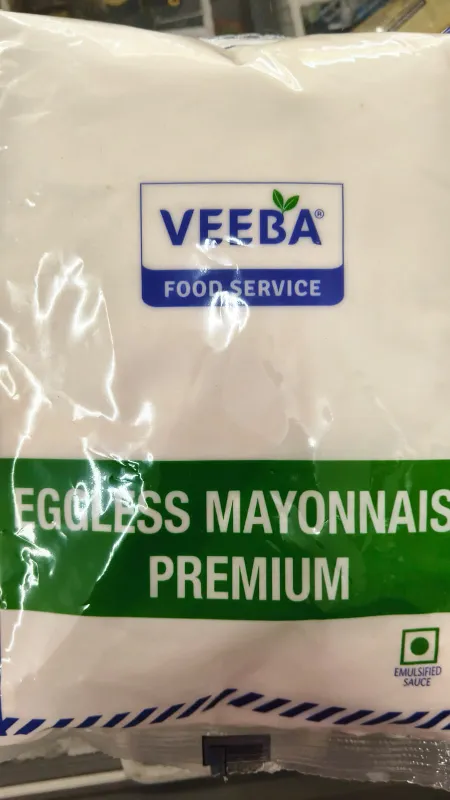 VEEBA®
FOOD SERVICE
EGGLESS MAYONNAIS
PREMIUM
EMULSIFIED
SAUCE